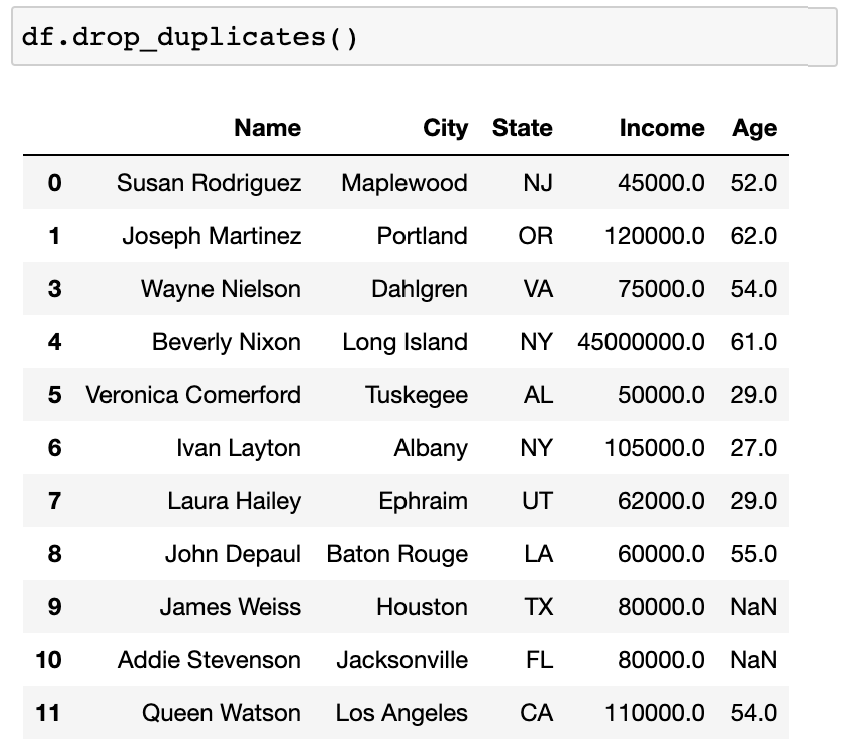 df.drop_duplicates()
Name City State Income Age
0 Susan Rodriguez Maplewood NJ 45000.0 52.0
1 Joseph Martinez Portland OR 120000.0 62.0
3 Wayne Nielson Dahlgren VA 75000.0 54.0
4 Beverly Nixon Long Island NY 45000000.0 61.0
5 Veronica Comerford Tuskegee AL 50000.0 29.0
6 Ivan Layton Albany NY 105000.0 27.0
7 Laura Hailey Ephraim UT 62000.0 29.0
8 John Depaul Baton Rouge LA 60000.0 55.0
9 James Weiss Houston TX 80000.0 NaN
10 Addie Stevenson Jacksonville FL 80000.0 NaN
11 Queen Watson Los Angeles CA 110000.0 54.0